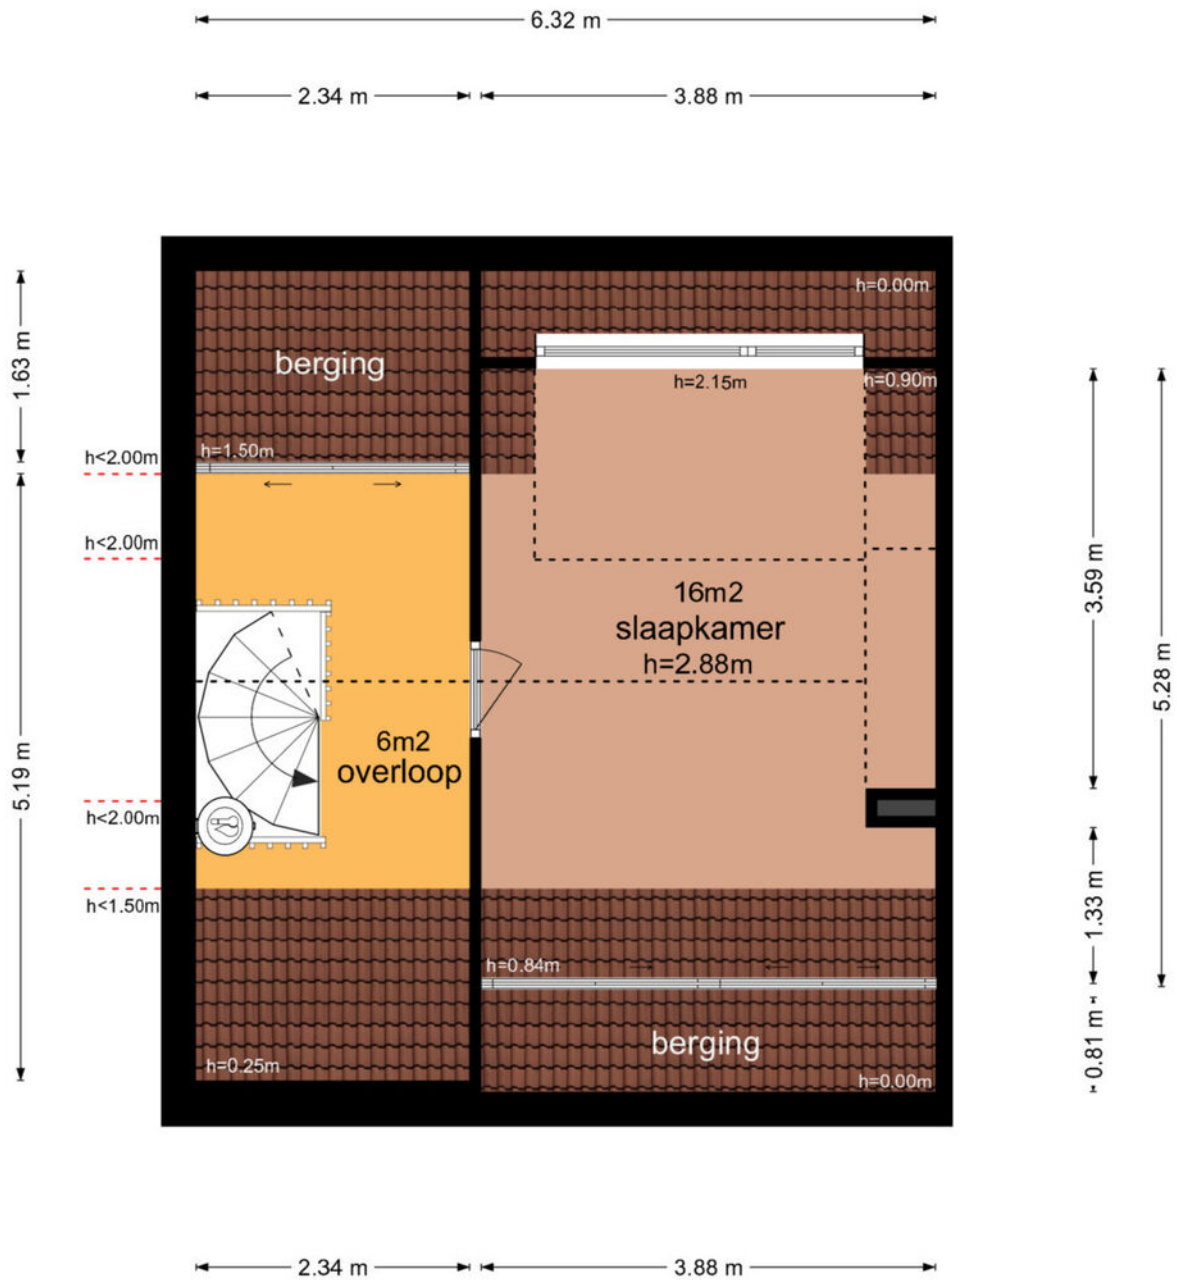 6.32 m
2.34 m
3.88 m
h=0.00m
1.63 m
berging
h=2.15m
h=0.90m
h=1.50m
h<2.00m
h<2.00m
3.59 m
16m2
slaapkamer
h=2.88m
5.28 m
6m2
overloop
5.19 m
h<2.00m
h<1.50m
1.33 m
h=0.84m
berging
0.81 m
h=0.25m
h=0.00m
2.34 m
3.88 m